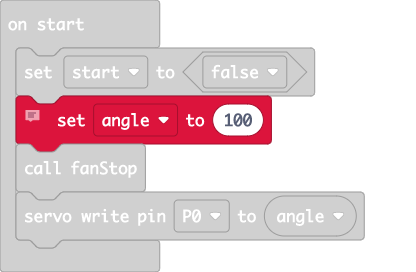 on start
set start to false
set angle to 100
call fanStop
servo write pin P0 to angle